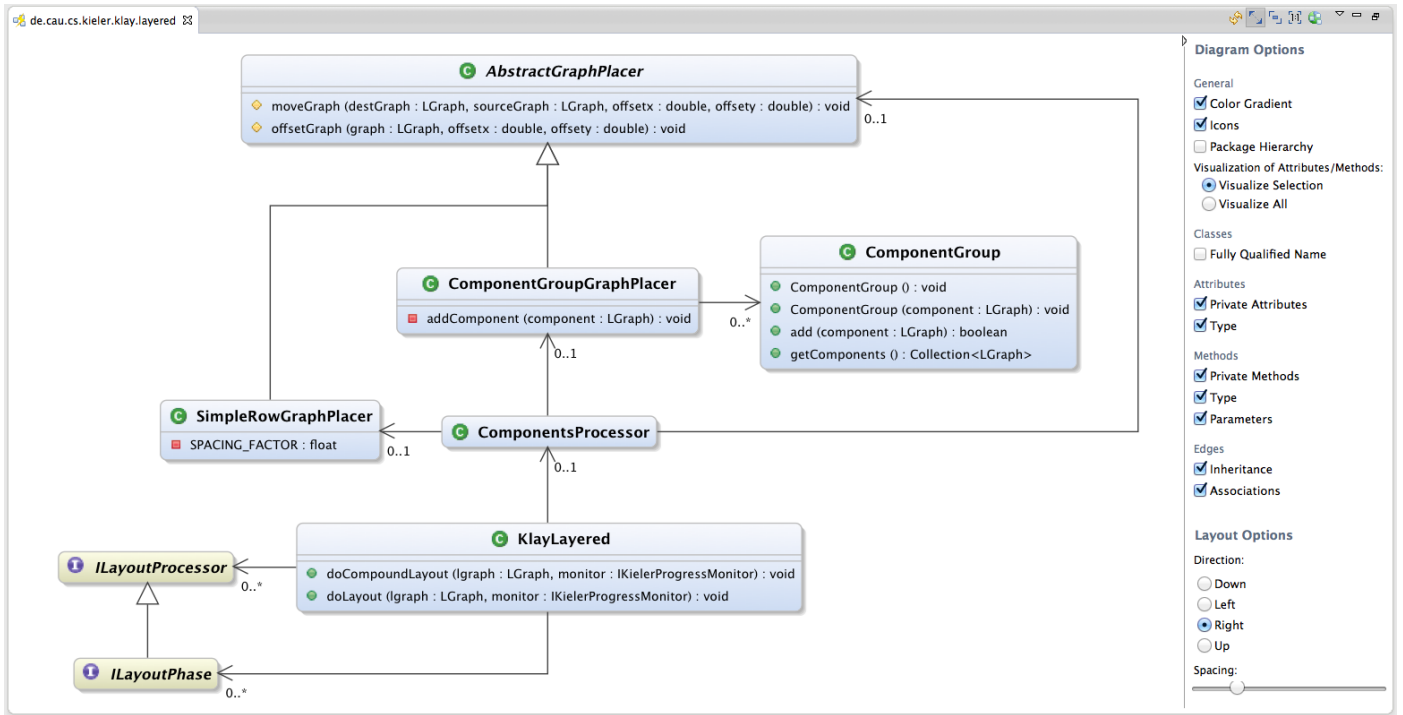 de.cau.cs.kieler.klay.layered
AbstractGraphPlacer
moveGraph (destGraph : LGraph, sourceGraph : LGraph, offsetx : double, offsety : double) : void
offsetGraph (graph : LGraph, offsetx : double, offsety : double) : void
0..1
ComponentGroup
ComponentGroup () : void
ComponentGroup (component : LGraph) : void
add (component : LGraph) : boolean
getComponents () : Collection<LGraph>
ComponentGroupGraphPlacer
addComponent (component : LGraph) : void
0..*
0..1
SimpleRowGraphPlacer
SPACING_FACTOR : float
0..1
ComponentsProcessor
0..1
KlayLayered
doCompoundLayout (lgraph : LGraph, monitor : IKielerProgressMonitor) : void
doLayout (lgraph : LGraph, monitor : IKielerProgressMonitor) : void
ILayoutProcessor
0..*
ILayoutPhase
0..*
Diagram Options
General
Color Gradient
Icons
Package Hierarchy
Visualization of Attributes/Methods:
Visualize Selection
Visualize All
Classes
Fully Qualified Name
Attributes
Private Attributes
Type
Methods
Private Methods
Type
Parameters
Edges
Inheritance
Associations
Layout Options
Direction:
Down
Left
Right
Up
Spacing: